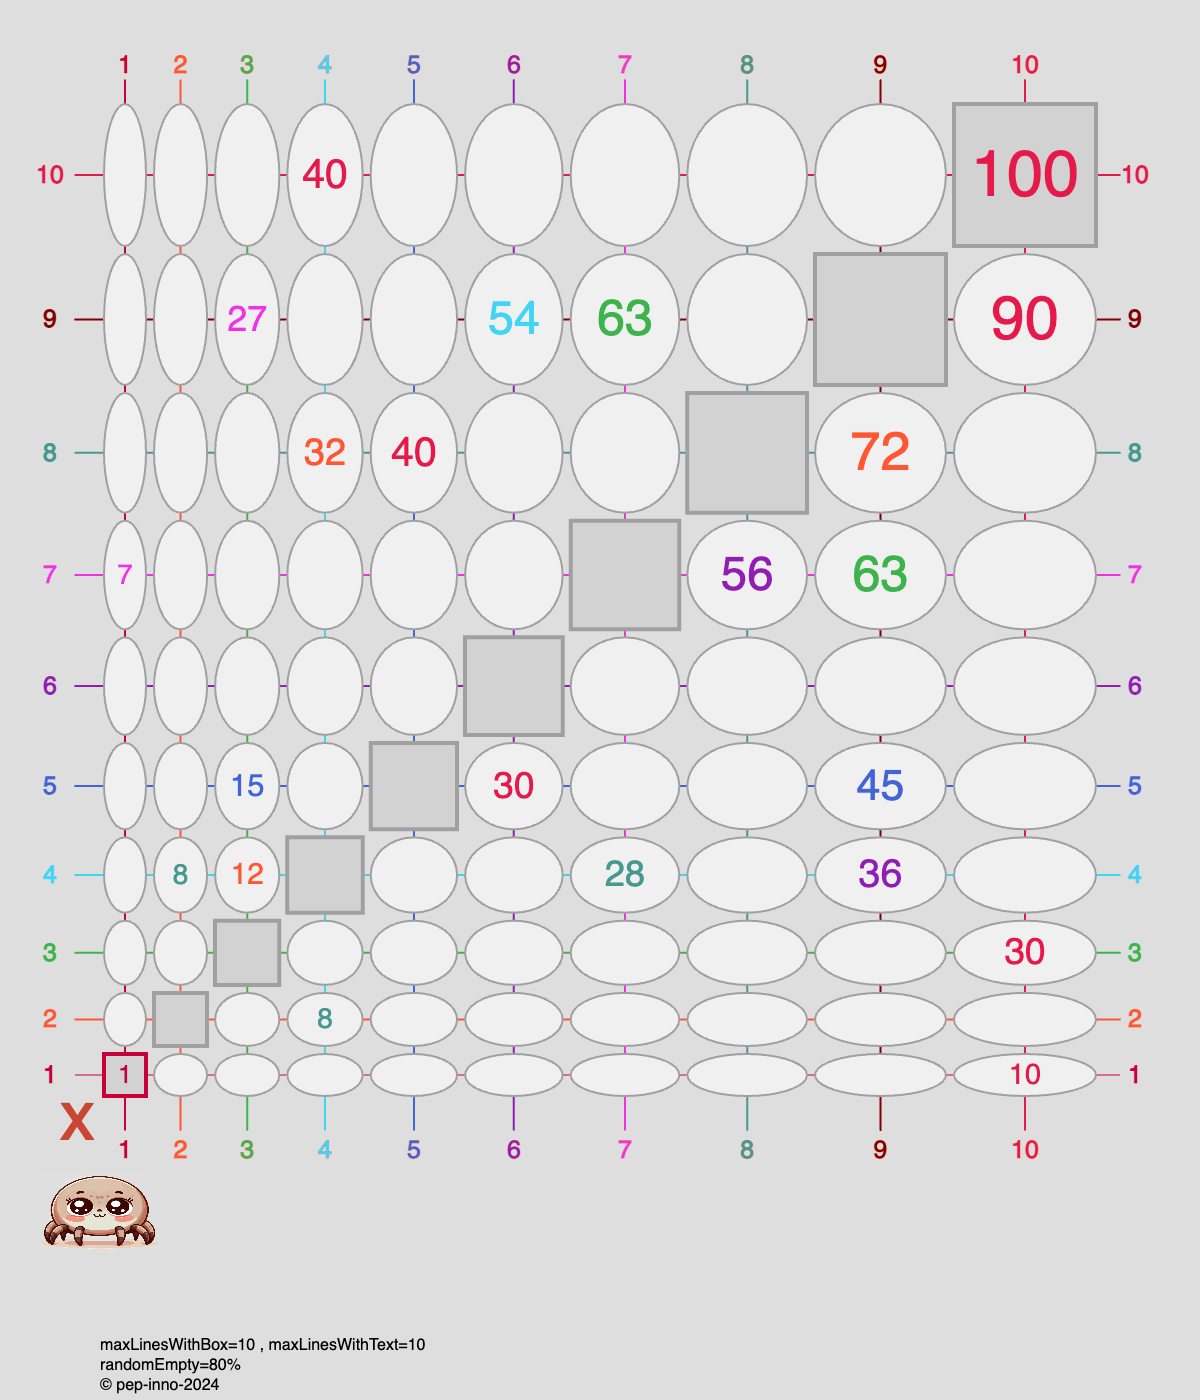 1 2 3 4 5 6 7 8 9 10
10 40 100 10
9 27 54 63 90 9
8 32 40 72 8
7 7 56 63 7
6 6
5 15 30 45 5
4 8 12 28 36 4
3 30 3
2 8 2
1 1 10 1
X
1 2 3 4 5 6 7 8 9 10
maxLinesWithBox=10 , maxLinesWithText=10
randomEmpty=80%
© pep-inno-2024